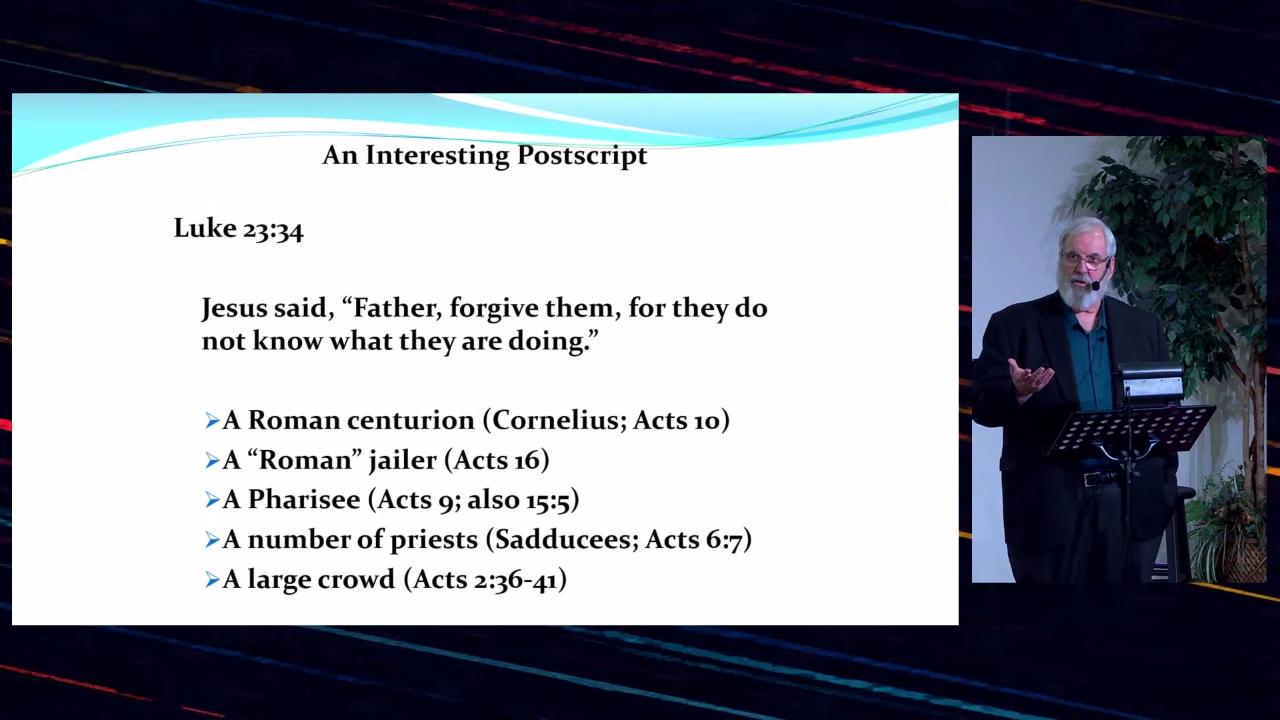 An Interesting Postscript
Luke 23:34
Jesus said, “Father, forgive them, for they do
not know what they are doing.”
A Roman centurion (Cornelius; Acts 10)
A “Roman” jailer (Acts 16)
A Pharisee (Acts 9; also 15:5)
A number of priests (Sadducees; Acts 6:7)
A large crowd (Acts 2:36-41)